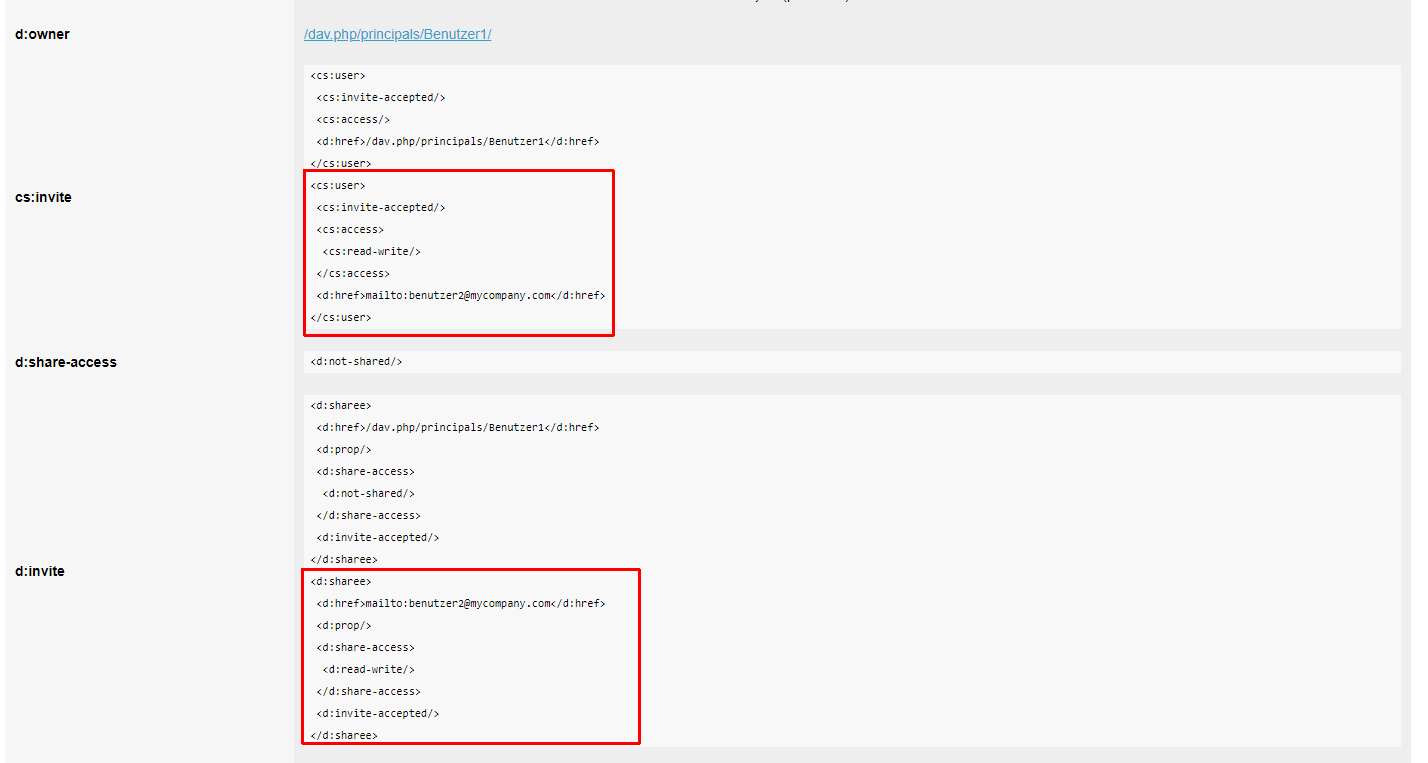 d:owner
/dav.php/principals/Benutzer1/
cs:invite
<cs:user>
<cs:invite-accepted/>
<cs:access/>
<d:href>/dav.php/principals/Benutzer1</d:href>
</cs:user>
<cs:user>
<cs:invite-accepted/>
<cs:access>
<cs:read-write/>
</cs:access>
<d:href>mailto:benutzer2@mycompany.com</d:href>
</cs:user>
d:share-access
<d:not-shared/>
d:invite
<d:sharee>
<d:href>/dav.php/principals/Benutzer1</d:href>
<d:prop/>
<d:share-access>
<d:not-shared/>
</d:share-access>
<d:invite-accepted/>
</d:sharee>
<d:sharee>
<d:href>mailto:benutzer2@mycompany.com</d:href>
<d:prop/>
<d:share-access>
<d:read-write/>
</d:share-access>
<d:invite-accepted/>
</d:sharee>